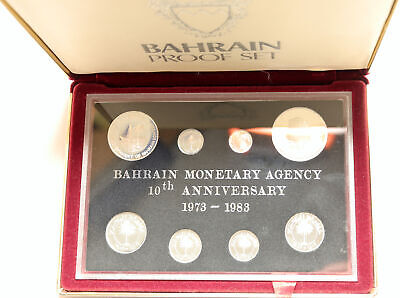 BAHRAIN
PROOF SET
BAHRAIN MONETARY AGENCY
10th ANNIVERSARY
1973 - 1983